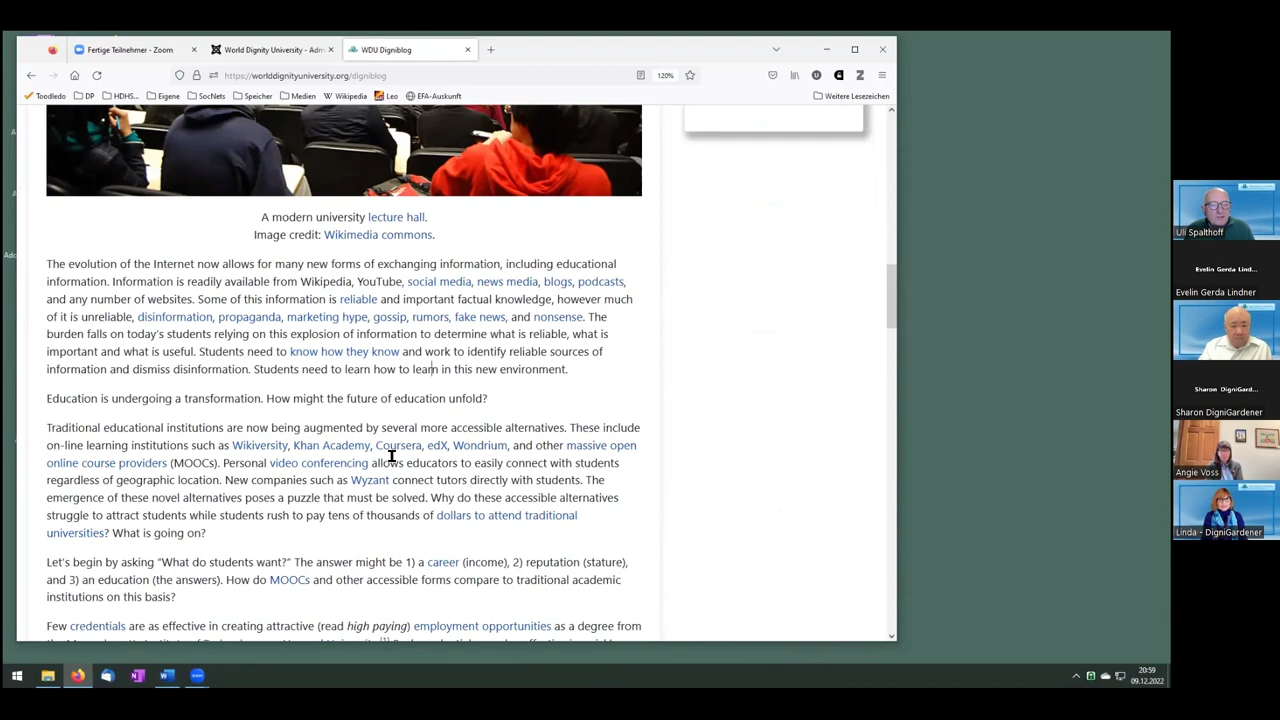 Fertige Teilnehmer - Zoom
World Dignity University - Adm
WDU Digniblog
https://worlddignityuniversity.org/digniblog
120%
Toodledo DP HDHS... Eigene SocNets Speicher Medien Wikipedia Leo EFA-Auskunft Weitere Lesezeichen
A modern university lecture hall.
Image credit: Wikimedia commons.
The evolution of the Internet now allows for many new forms of exchanging information, including educational
information. Information is readily available from Wikipedia, YouTube, social media, news media, blogs, podcasts,
and any number of websites. Some of this information is reliable and important factual knowledge, however much
of it is unreliable, disinformation, propaganda, marketing hype, gossip, rumors, fake news, and nonsense. The
burden falls on today's students relying on this explosion of information to determine what is reliable, what is
important and what is useful. Students need to know how they know and work to identify reliable sources of
information and dismiss disinformation. Students need to learn how to learn in this new environment.
Education is undergoing a transformation. How might the future of education unfold?
Traditional educational institutions are now being augmented by several more accessible alternatives. These include
on-line learning institutions such as Wikiversity, Khan Academy, Coursera, edX, Wondrium, and other massive open
online course providers (MOOCs). Personal video conferencing allows educators to easily connect with students
regardless of geographic location. New companies such as Wyzant connect tutors directly with students. The
emergence of these novel alternatives poses a puzzle that must be solved. Why do these accessible alternatives
struggle to attract students while students rush to pay tens of thousands of dollars to attend traditional
universities? What is going on?
Let's begin by asking “What do students want?” The answer might be 1) a career (income), 2) reputation (stature),
and 3) an education (the answers). How do MOOCs and other accessible forms compare to traditional academic
institutions on this basis?
Few credentials are as effective in creating attractive (read high paying) employment opportunities as a degree from
20:59
09.12.2022
Uli Spalthoff
Evelin Gerda Lind...
Evelin Gerda Lindner
Sharon DigniGard...
Sharon DigniGardener
Angie Voss
Linda - DigniGardener